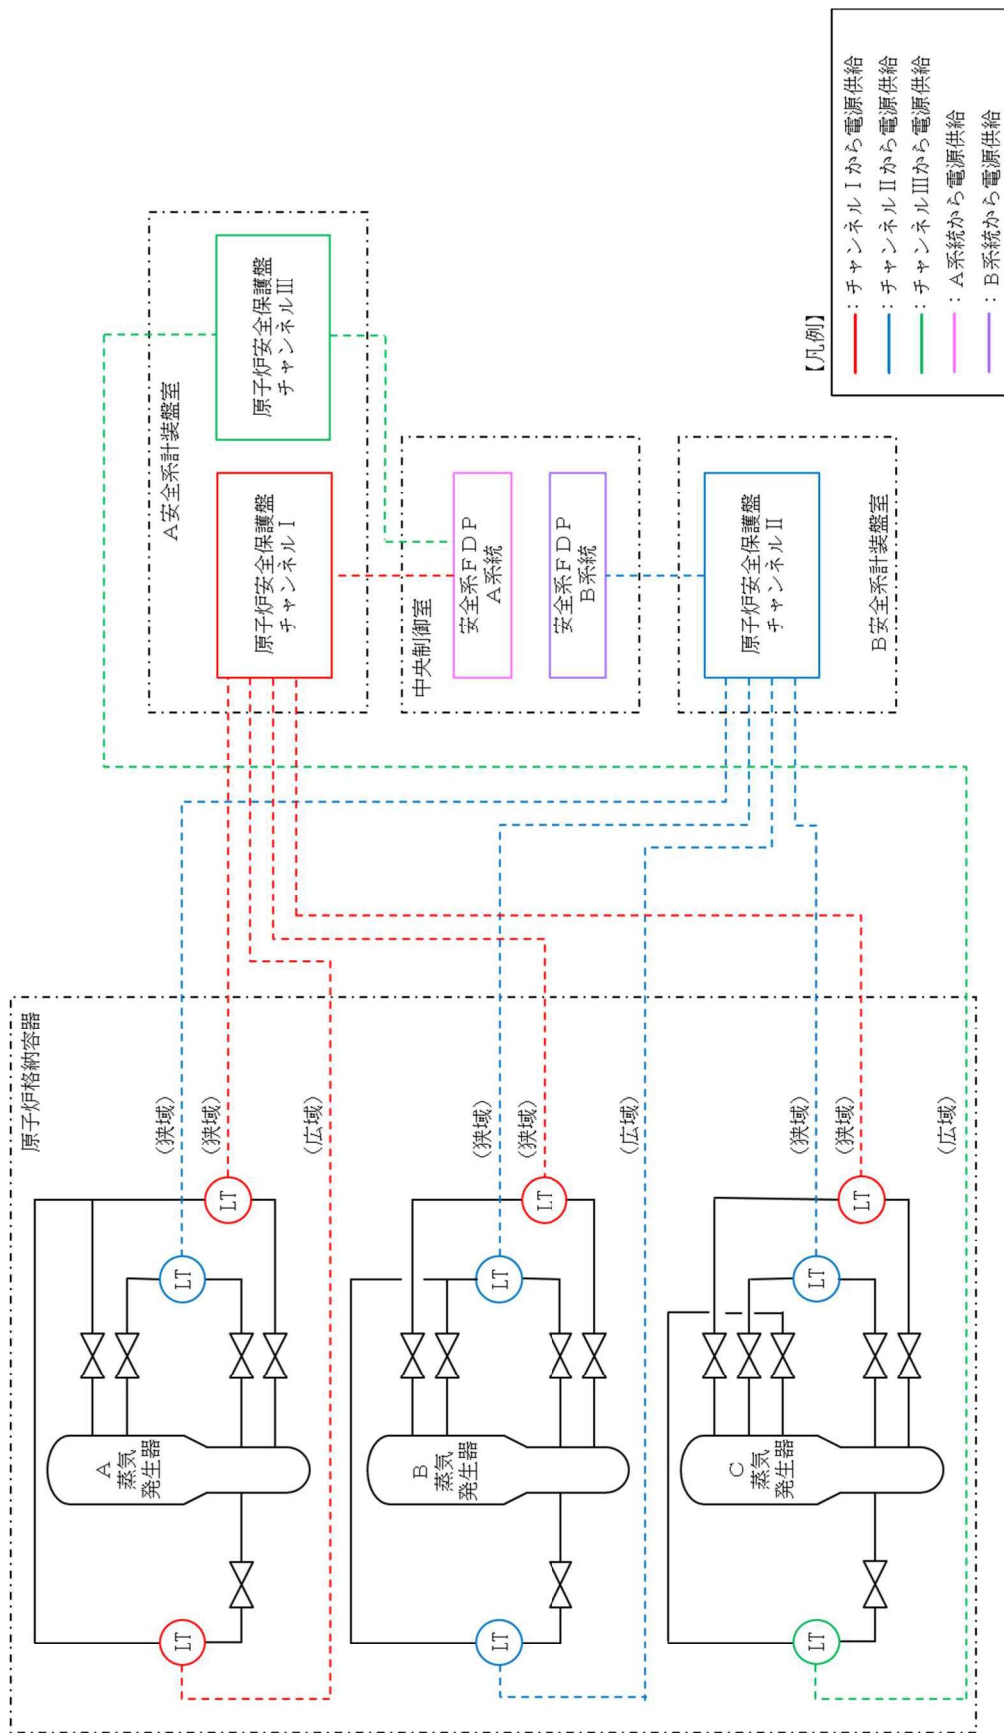 原子炉格納容器
A
蒸気
発生器
LT
LT
LT
(狭域)
(狭域)
(広域)
B
蒸気
発生器
LT
LT
LT
(狭域)
(狭域)
(広域)
C
蒸気
発生器
LT
LT
LT
(狭域)
(狭域)
(広域)
A安全系計装盤室
原子炉安全保護盤
チャンネルⅠ
原子炉安全保護盤
チャンネルⅢ
中央制御室
安全系FDP
A系統
安全系FDP
B系統
原子炉安全保護盤
チャンネルⅡ
B安全系計装盤室
【凡例】
:チャンネルⅠから電源供給
:チャンネルⅡから電源供給
:チャンネルⅢから電源供給
:A系統から電源供給
:B系統から電源供給